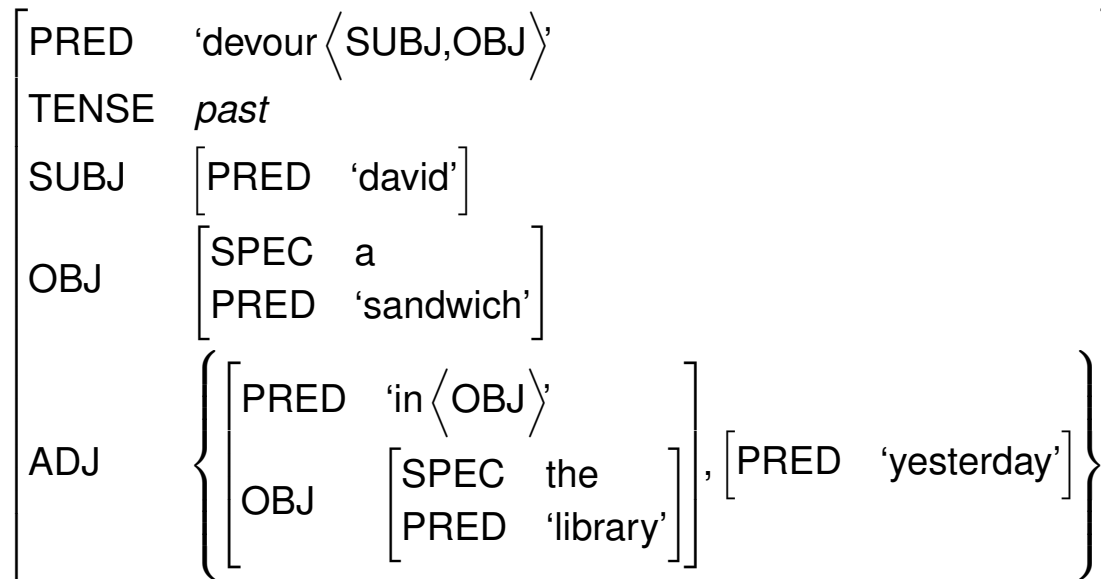 PRED ‘devour⟨SUBJ,OBJ⟩’
TENSE past
SUBJ [PRED ‘david’]
OBJ [SPEC a
PRED ‘sandwich’]
ADJ { [PRED ‘in⟨OBJ⟩’
OBJ [SPEC the
PRED ‘library’]] , [PRED ‘yesterday’] }